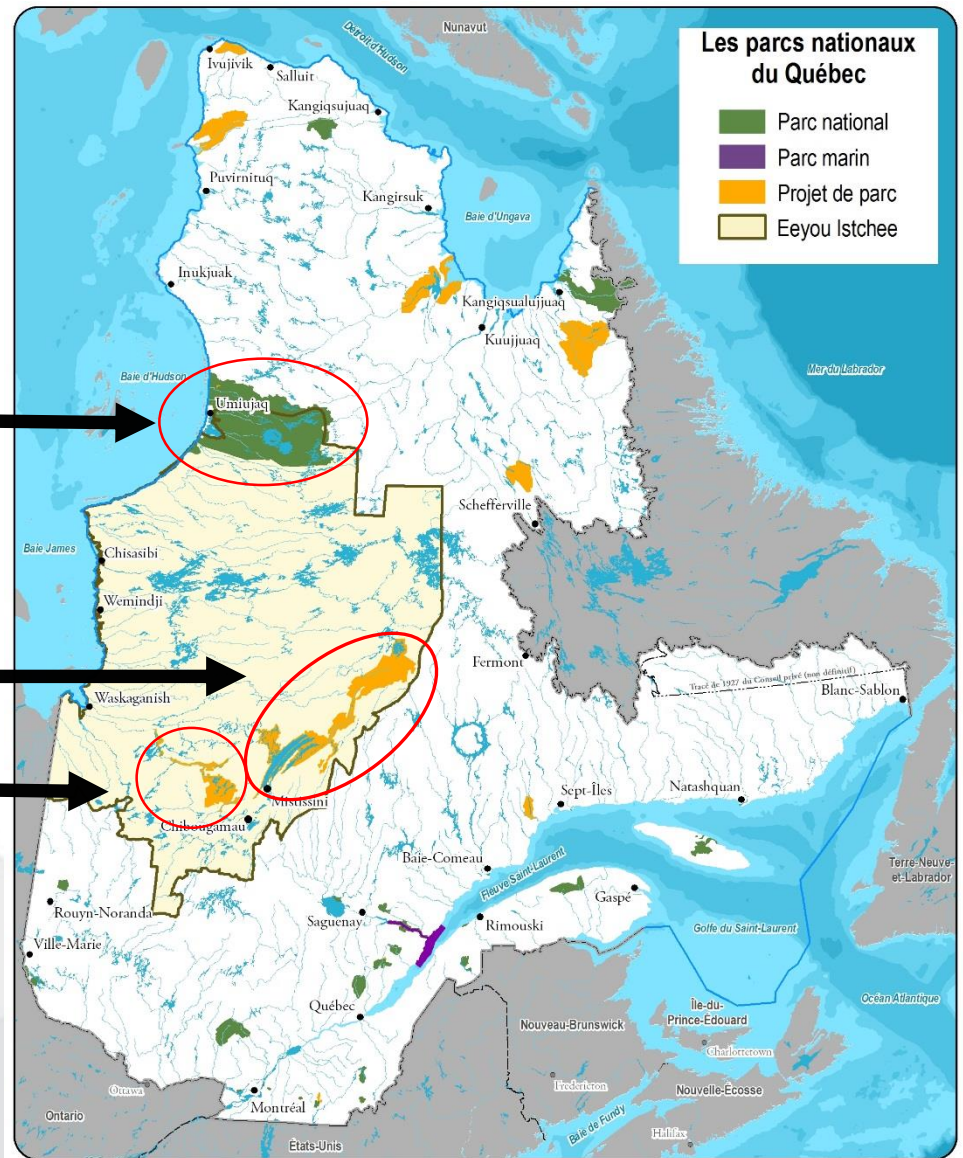 Nunavut
Détroit d'Hudson
Les parcs nationaux
du Québec
Parc national
Parc marin
Projet de parc
Eeyou Istchee
Ivujivik
Salluit
Kangiqsujuaq
Puvirnituq
Kangirsuk
Baie d'Ungava
Inukjuak
Kangiqsualujjuaq
Kuujjuaq
Mer du Labrador
Baie d'Hudson
Umiujaq
Schefferville
Baie James
Chisasibi
Wemindji
Fermont
Tracé de 1927 du Conseil privé (non définitif)
Blanc-Sablon
Waskaganish
Mistissini
Sept-Îles
Natashquan
Chibougamau
Baie-Comeau
Fleuve Saint-Laurent
Terre-Neuve-
et-Labrador
Rouyn-Noranda
Saguenay
Rimouski
Gaspé
Golfe du Saint-Laurent
Ville-Marie
Québec
Océan Atlantique
Île-du-
Prince-Édouard
Nouveau-Brunswick
Charlottetown
Ottawa
Montréal
Fredericton
Nouvelle-Écosse
Ontario
Baie de Fundy
Halifax
États-Unis